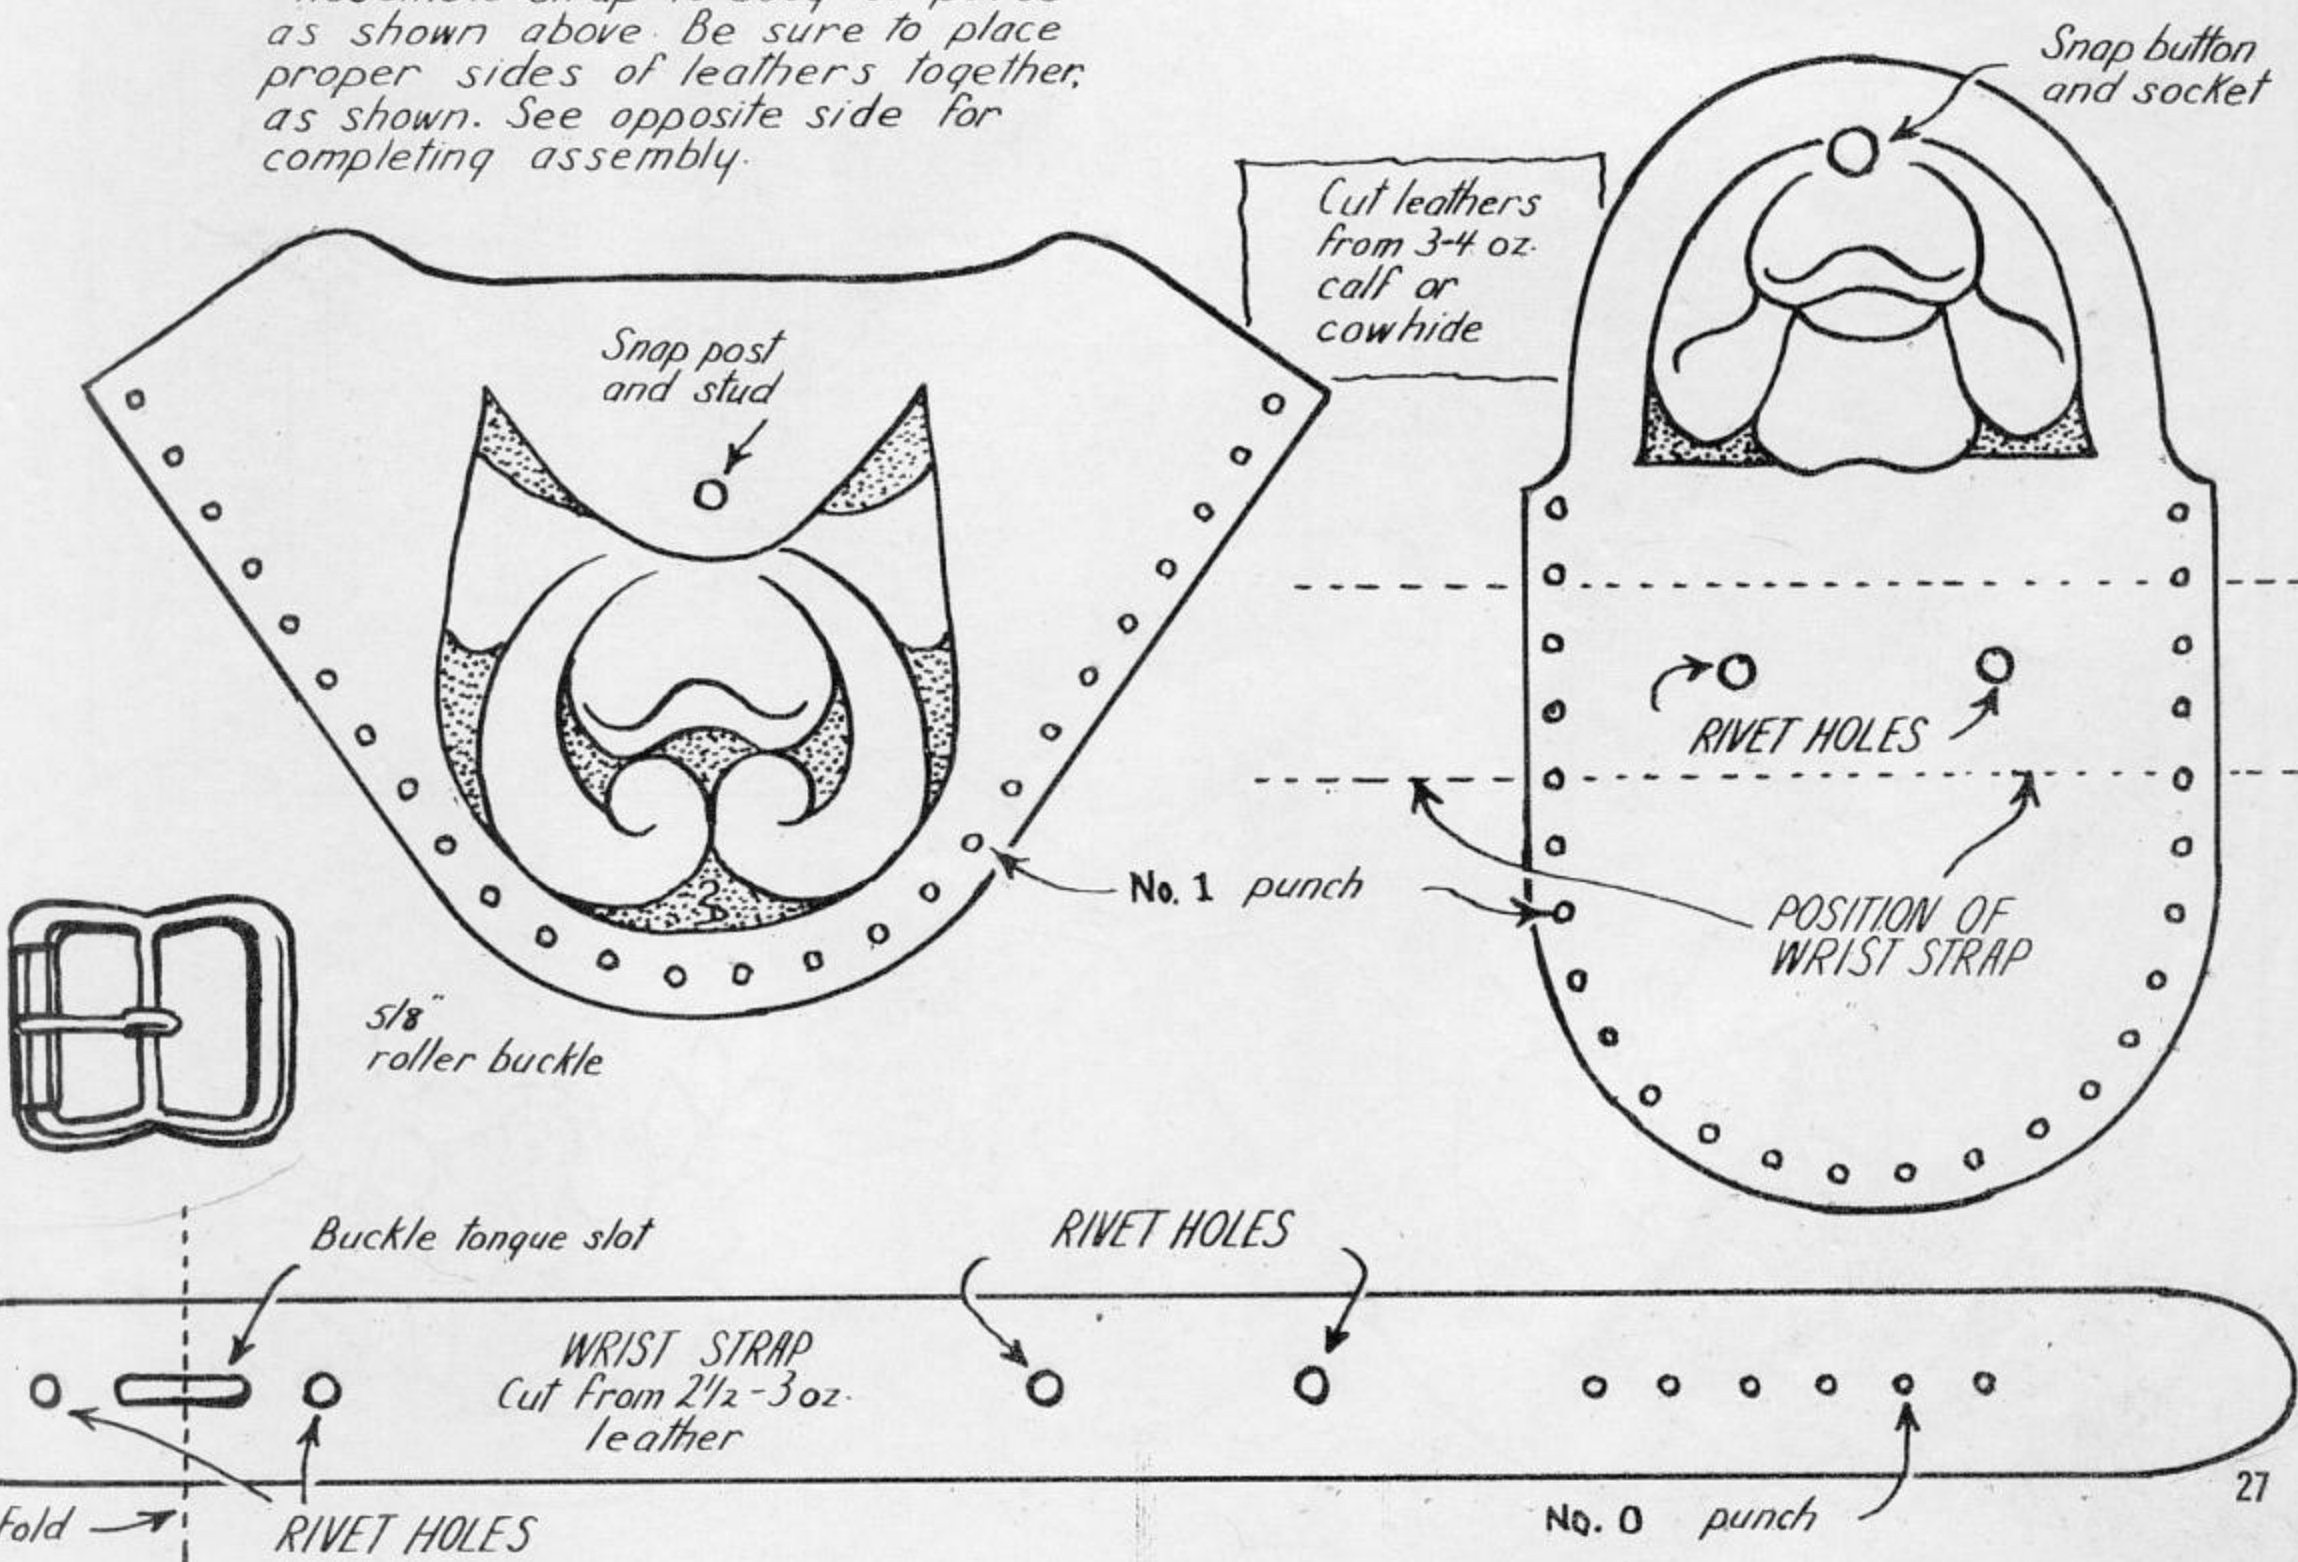 as shown above. Be sure to place
proper sides of leathers together,
as shown. See opposite side for
completing assembly.
Snap button
and socket
Cut leathers
from 3-4 oz.
calf or
cowhide
Snap post
and stud
RIVET HOLES
No. 1 punch
POSITION OF
WRIST STRAP
5/8"
roller buckle
Buckle tongue slot
RIVET HOLES
WRIST STRAP
Cut from 2 1/2 - 3 oz.
leather
Fold
RIVET HOLES
No. 0 punch
27